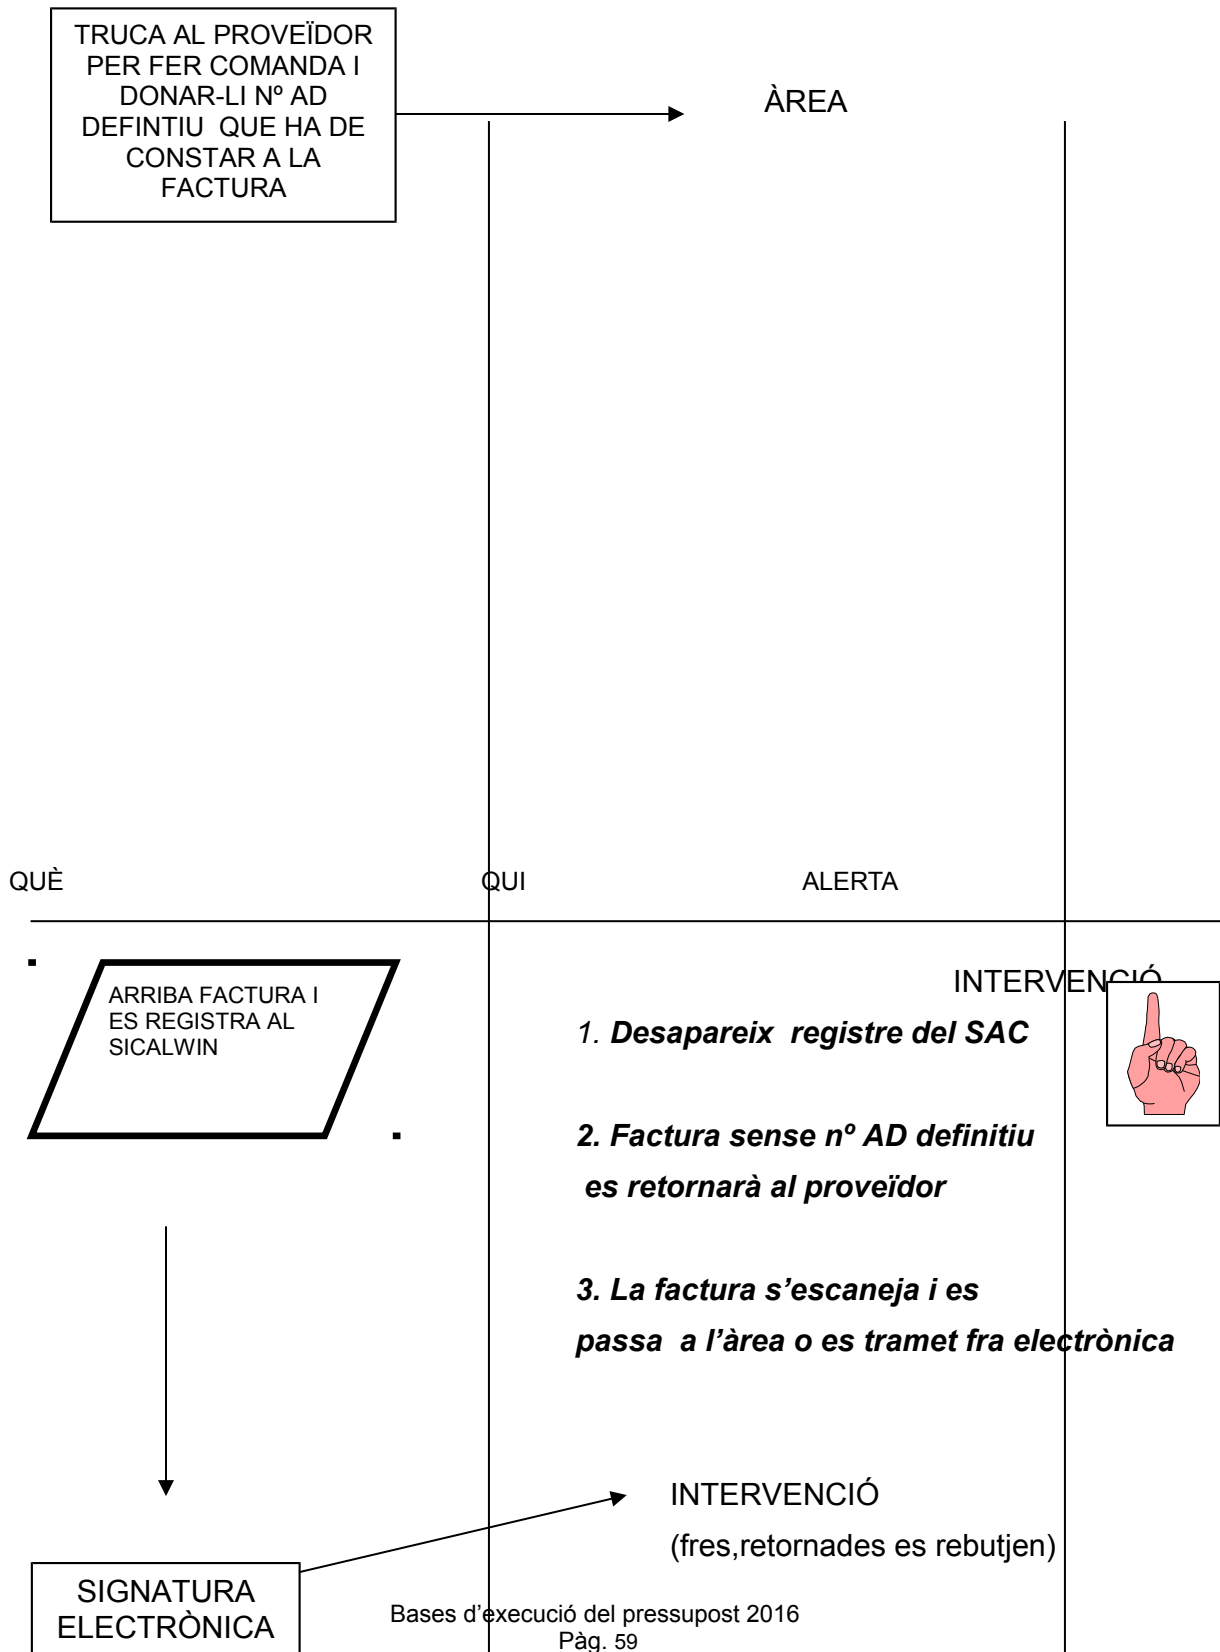 TRUCA AL PROVEÏDOR
PER FER COMANDA I
DONAR-LI Nº AD
DEFINTIU QUE HA DE
CONSTAR A LA
FACTURA
ÀREA
QUÈ
QUI
ALERTA
ARRIBA FACTURA I
ES REGISTRA AL
SICALWIN
INTERVENCIÓ
1. Desapareix registre del SAC
2. Factura sense nº AD definitiu
es retornarà al proveïdor
3. La factura s’escaneja i es
passa a l’àrea o es tramet fra electrònica
INTERVENCIÓ
(fres,retornades es rebutjen)
SIGNATURA
ELECTRÒNICA
Bases d’execució del pressupost 2016
Pàg. 59